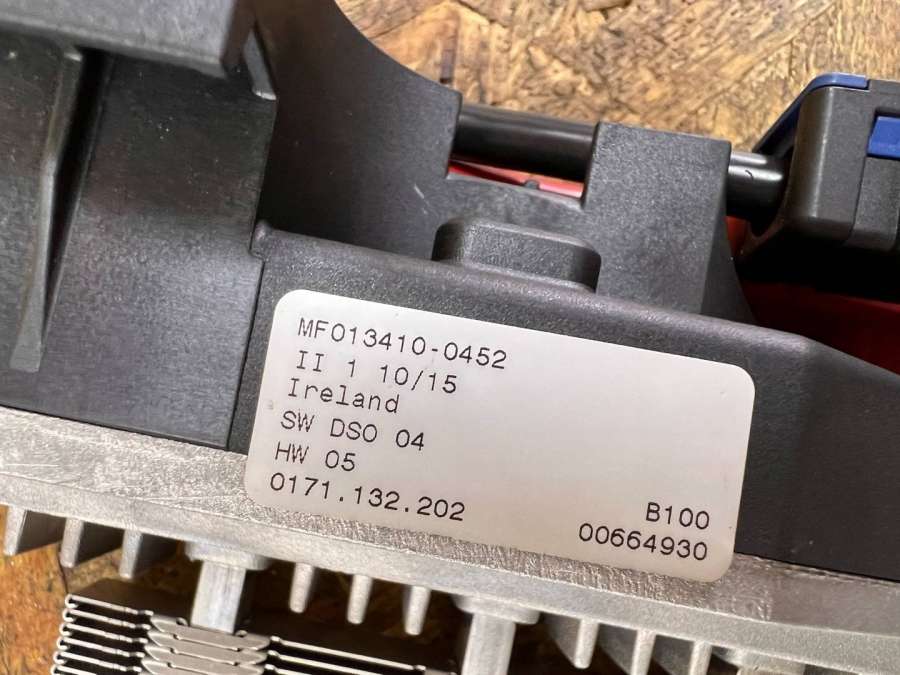 MF013410-0452
II 1 10/15
Ireland
SW DSO 04
HW 05
0171.132.202
B100
00664930